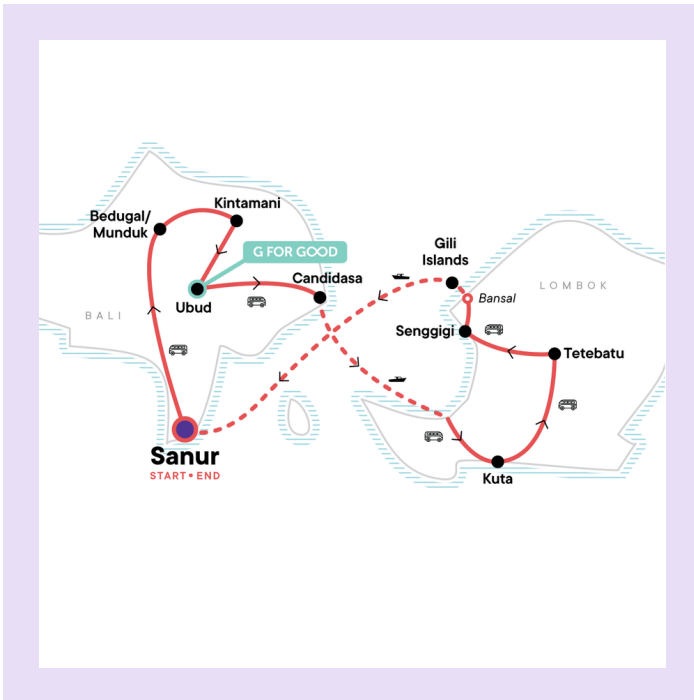 Kintamani
Bedugal/
Munduk
G FOR GOOD
Gili
Islands
Candidasa
LOMBOK
Bansal
Ubud
BALI
Senggigi
Tetebatu
Sanur
START • END
Kuta